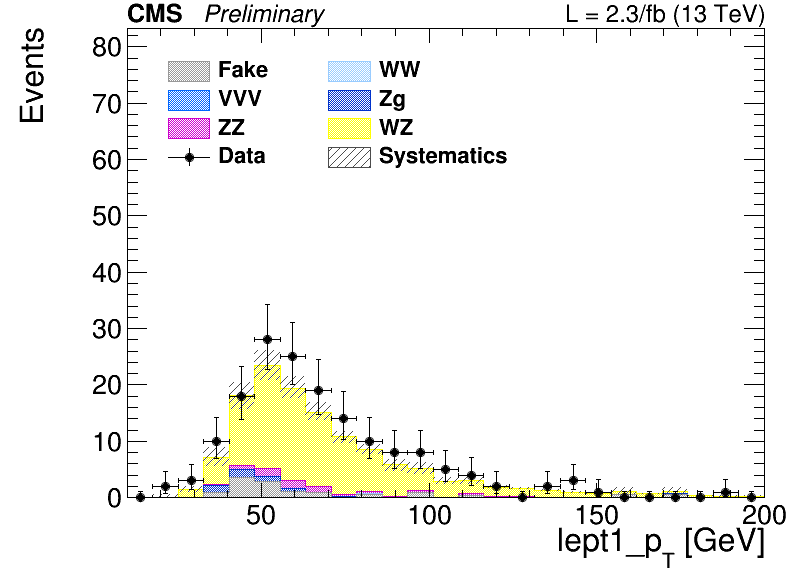 CMS Preliminary L = 2.3/fb (13 TeV)
Events
80
70
60
50
40
30
20
10
0
Fake WW
VVV Zg
ZZ WZ
Data Systematics
50 100 150 200
lept1_p_T [GeV]